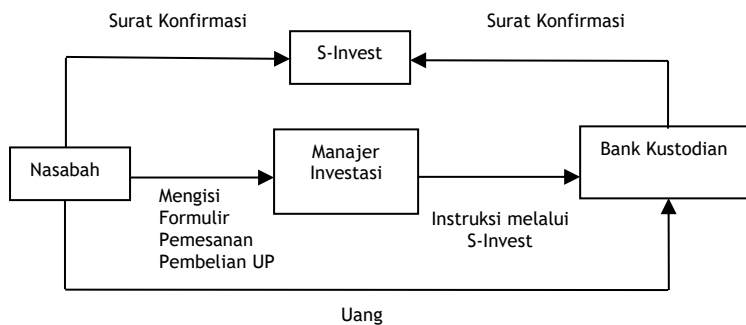 Surat Konfirmasi
Surat Konfirmasi
S-Invest
Nasabah
Manajer
Investasi
Bank Kustodian
Mengisi
Formulir
Pemesanan
Pembelian UP
Instruksi melalui
S-Invest
Uang